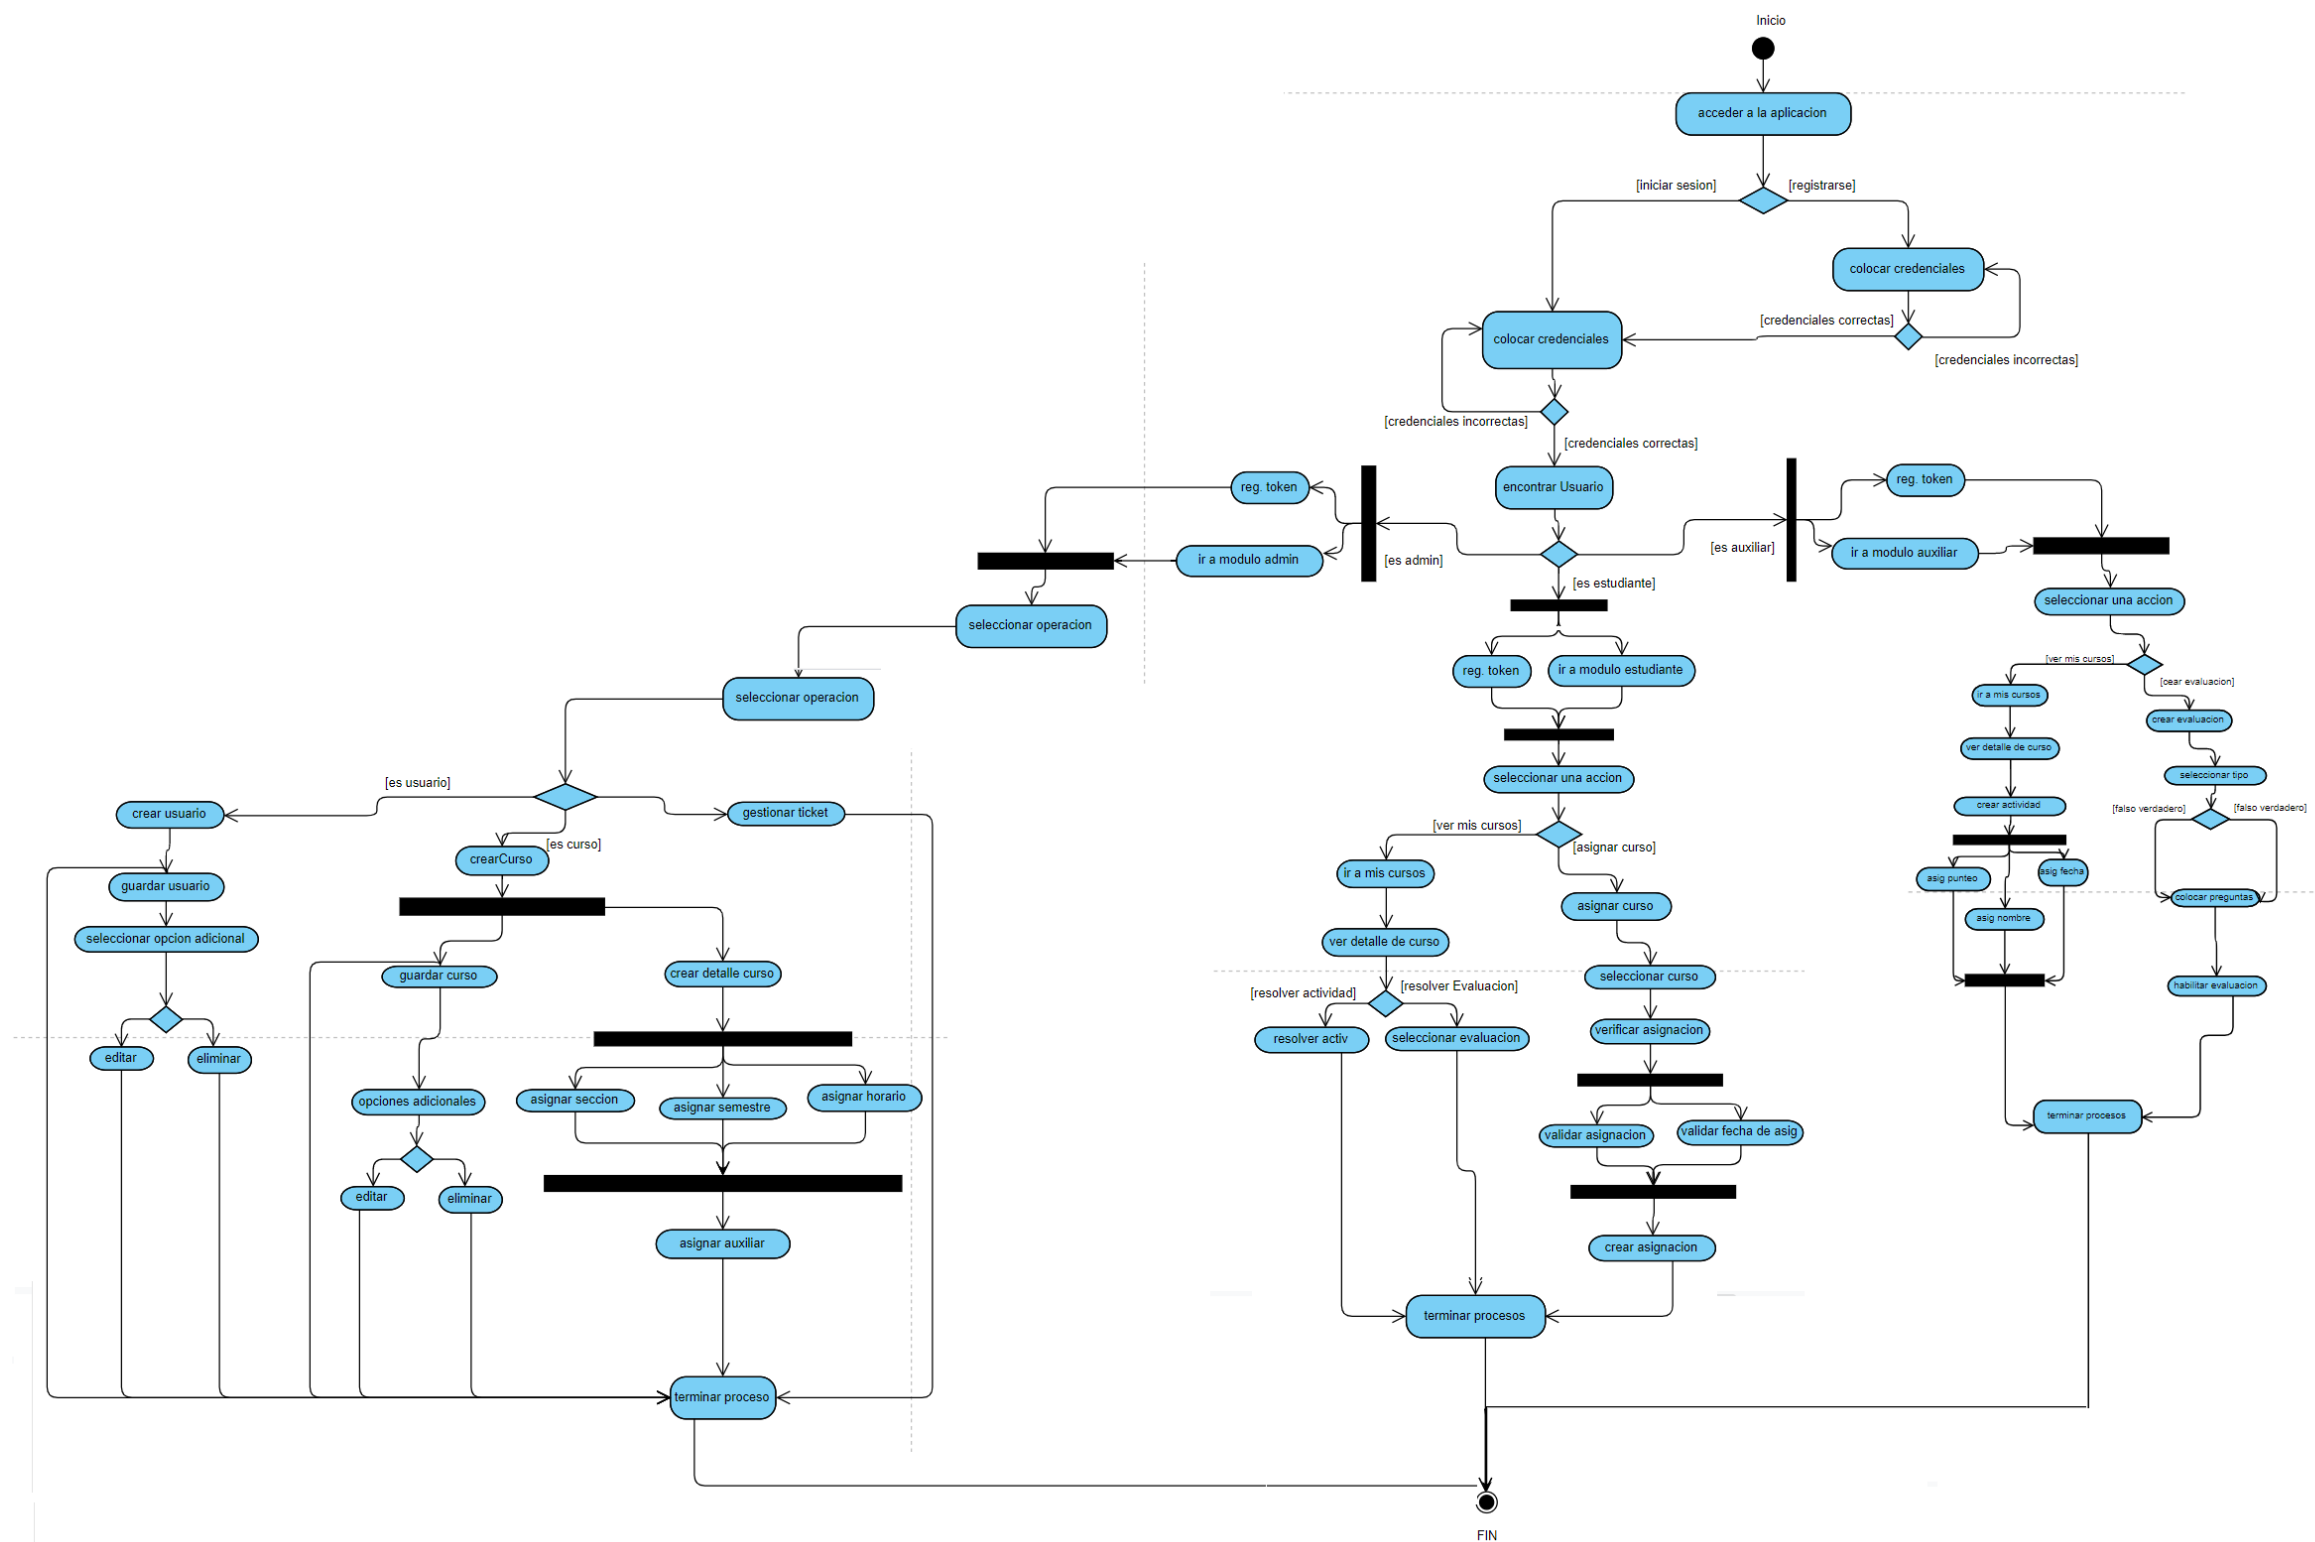 Inicio
acceder a la aplicacion
[iniciar sesion]
[registrarse]
colocar credenciales
[credenciales correctas]
colocar credenciales
[credenciales incorrectas]
[credenciales incorrectas]
[credenciales correctas]
reg. token
encontrar Usuario
reg. token
[es admin]
[es auxiliar]
ir a modulo admin
ir a modulo auxiliar
[es estudiante]
seleccionar operacion
seleccionar una accion
reg. token
ir a modulo estudiante
[ver mis cursos]
[cear evaluacion]
seleccionar operacion
ir a mis cursos
crear evaluacion
ver detalle de curso
seleccionar una accion
seleccionar tipo
[es usuario]
crear usuario
gestionar ticket
crear actividad
[falso verdadero]
[falso verdadero]
[ver mis cursos]
[asignar curso]
[es curso]
crearCurso
ir a mis cursos
asig punteo
asig fecha
guardar usuario
asignar curso
asig nombre
colocar preguntas
seleccionar opcion adicional
ver detalle de curso
guardar curso
crear detalle curso
seleccionar curso
habilitar evaluacion
[resolver actividad]
[resolver Evaluacion]
editar
eliminar
resolver activ
seleccionar evaluacion
verificar asignacion
opciones adicionales
asignar seccion
asignar semestre
asignar horario
validar asignacion
validar fecha de asig
terminar procesos
editar
eliminar
asignar auxiliar
crear asignacion
terminar procesos
terminar proceso
FIN